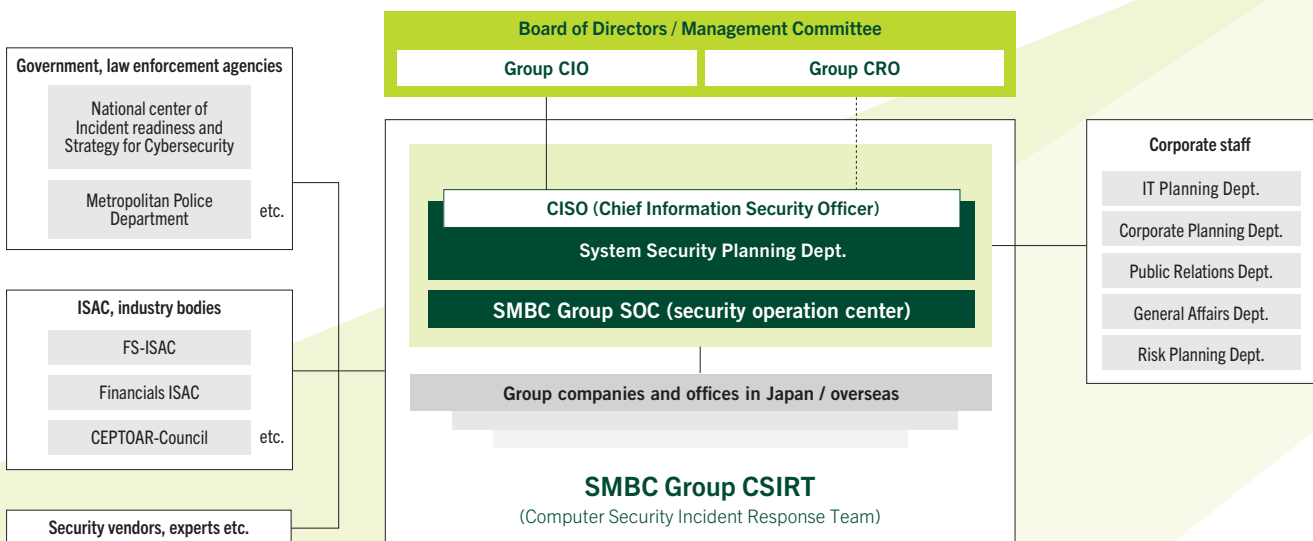 Board of Directors / Management Committee
Group CIO
Group CRO
Government, law enforcement agencies
National center of
Incident readiness and
Strategy for Cybersecurity
Metropolitan Police
Department
etc.
ISAC, industry bodies
FS-ISAC
Financials ISAC
CEPTOAR-Council
etc.
Security vendors, experts etc.
CISO (Chief Information Security Officer)
System Security Planning Dept.
SMBC Group SOC (security operation center)
Group companies and offices in Japan / overseas
SMBC Group CSIRT
(Computer Security Incident Response Team)
Corporate staff
IT Planning Dept.
Corporate Planning Dept.
Public Relations Dept.
General Affairs Dept.
Risk Planning Dept.